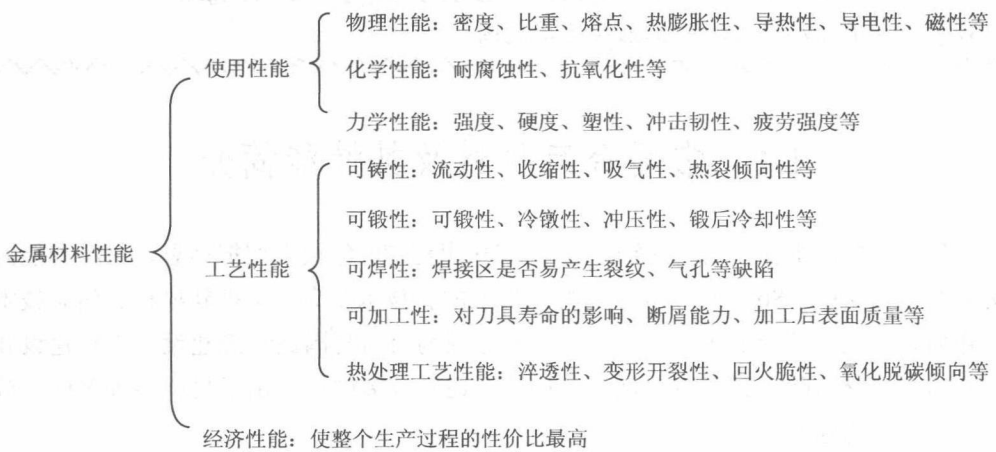 物理性能：密度、比重、熔点、热膨胀性、导热性、导电性、磁性等
使用性能
化学性能：耐腐蚀性、抗氧化性等
力学性能：强度、硬度、塑性、冲击韧性、疲劳强度等
可铸性：流动性、收缩性、吸气性、热裂倾向性等
可锻性：可锻性、冷镦性、冲压性、锻后冷却性等
金属材料性能
工艺性能
可焊性：焊接区是否易产生裂纹、气孔等缺陷
可加工性：对刀具寿命的影响、断屑能力、加工后表面质量等
热处理工艺性能：淬透性、变形开裂性、回火脆性、氧化脱碳倾向等
经济性能：使整个生产过程的性价比最高